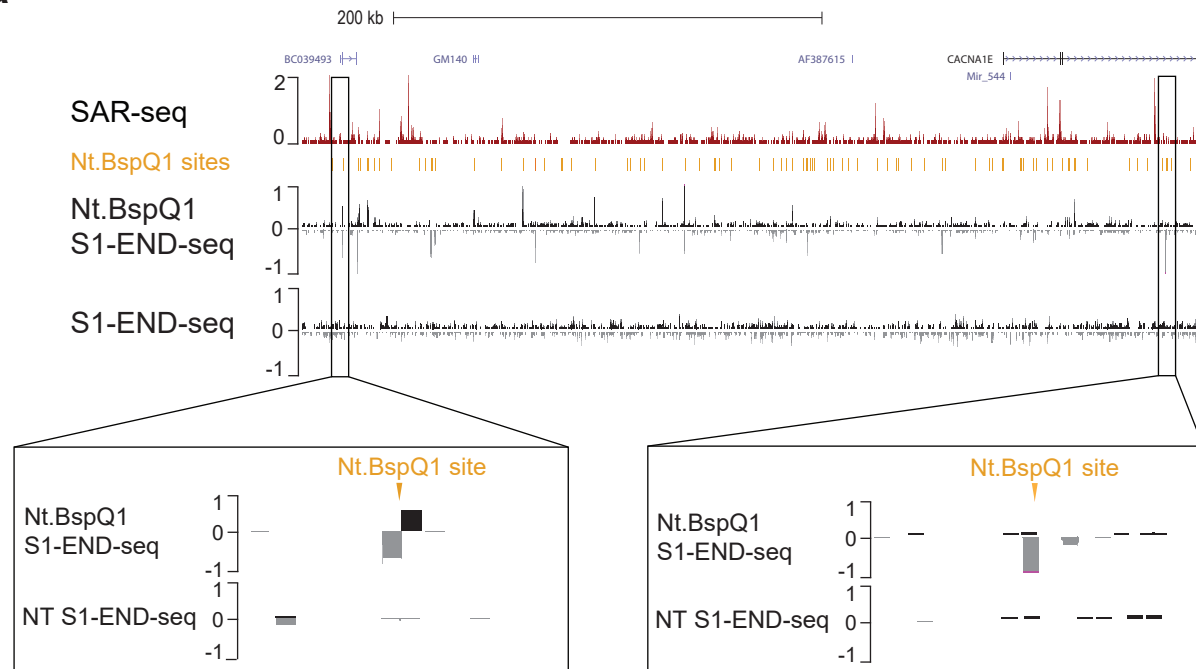 200 kb
BC039493
GM140
AF387615
CACNA1E
Mir_544
SAR-seq
2
0
Nt.BspQ1 sites
Nt.BspQ1
S1-END-seq
1
0
-1
S1-END-seq
1
0
-1
Nt.BspQ1 site
Nt.BspQ1
S1-END-seq
1
0
-1
NT S1-END-seq
1
0
-1
Nt.BspQ1 site
Nt.BspQ1
S1-END-seq
1
0
-1
NT S1-END-seq
1
0
-1